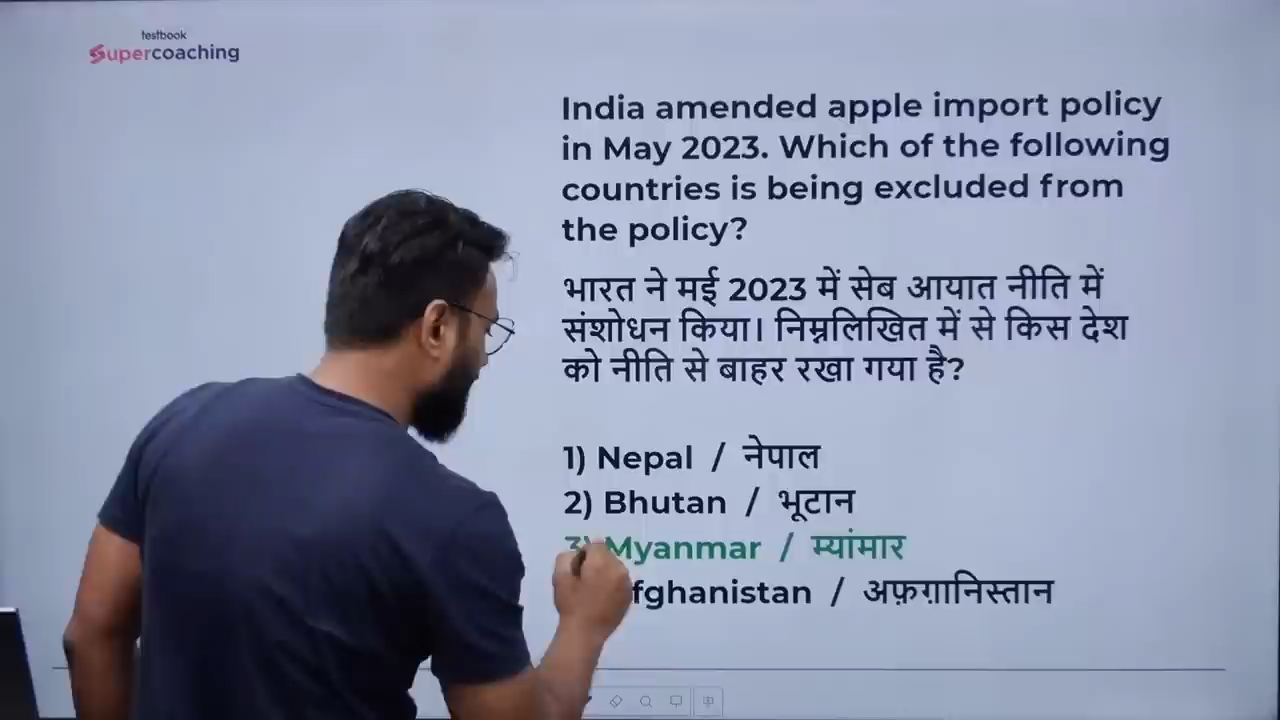 testbook
Supercoaching
India amended apple import policy
in May 2023. Which of the following
countries is being excluded from
the policy?
भारत ने मई 2023 में सेब आयात नीति में
संशोधन किया। निम्नलिखित में से किस देश
को नीति से बाहर रखा गया है?
1) Nepal / नेपाल
2) Bhutan / भूटान
3) Myanmar / म्यांमार
fghanistan / अफ़ग़ानिस्तान